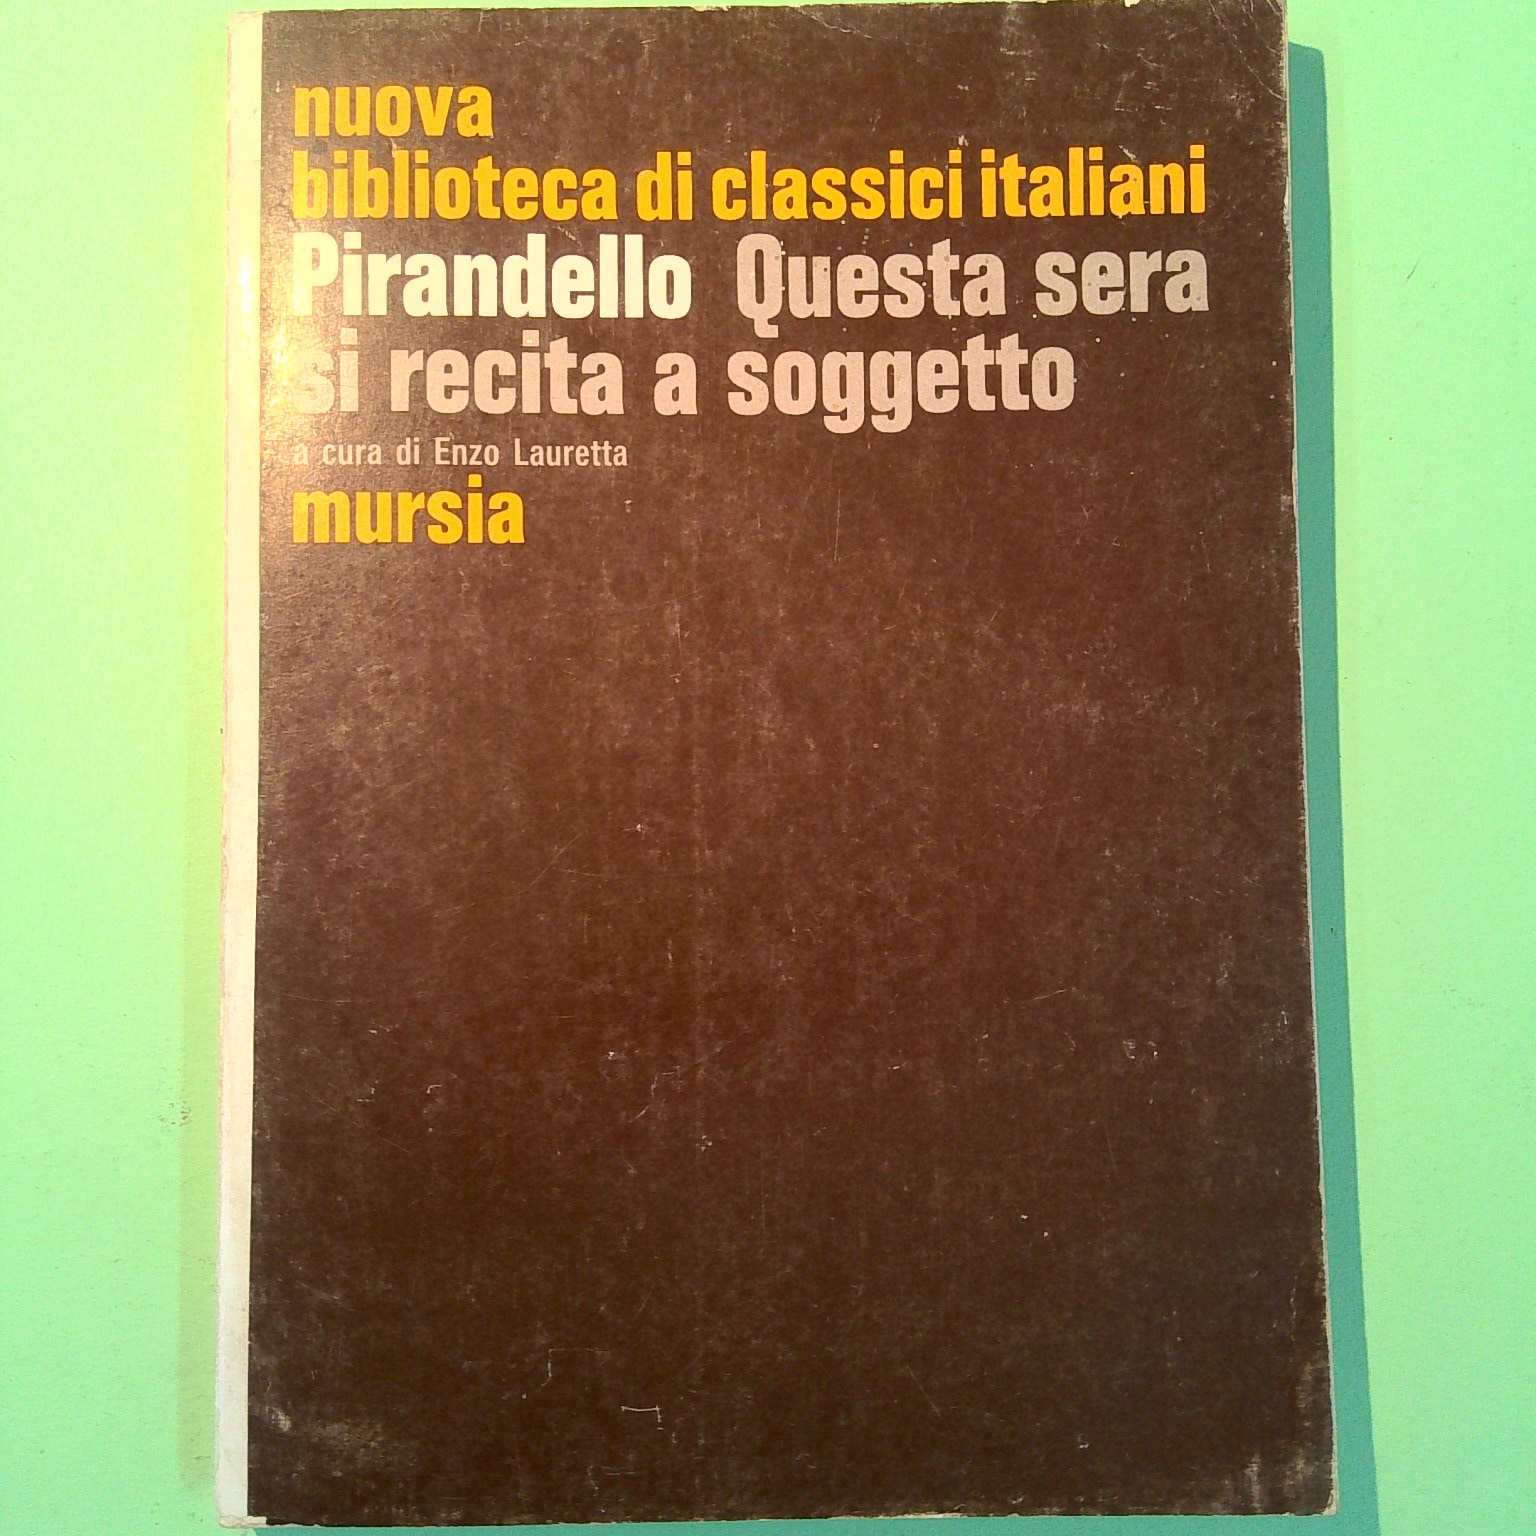 nuova
biblioteca di classici italiani
Pirandello Questa sera
si recita a soggetto
a cura di Enzo Lauretta
mursia